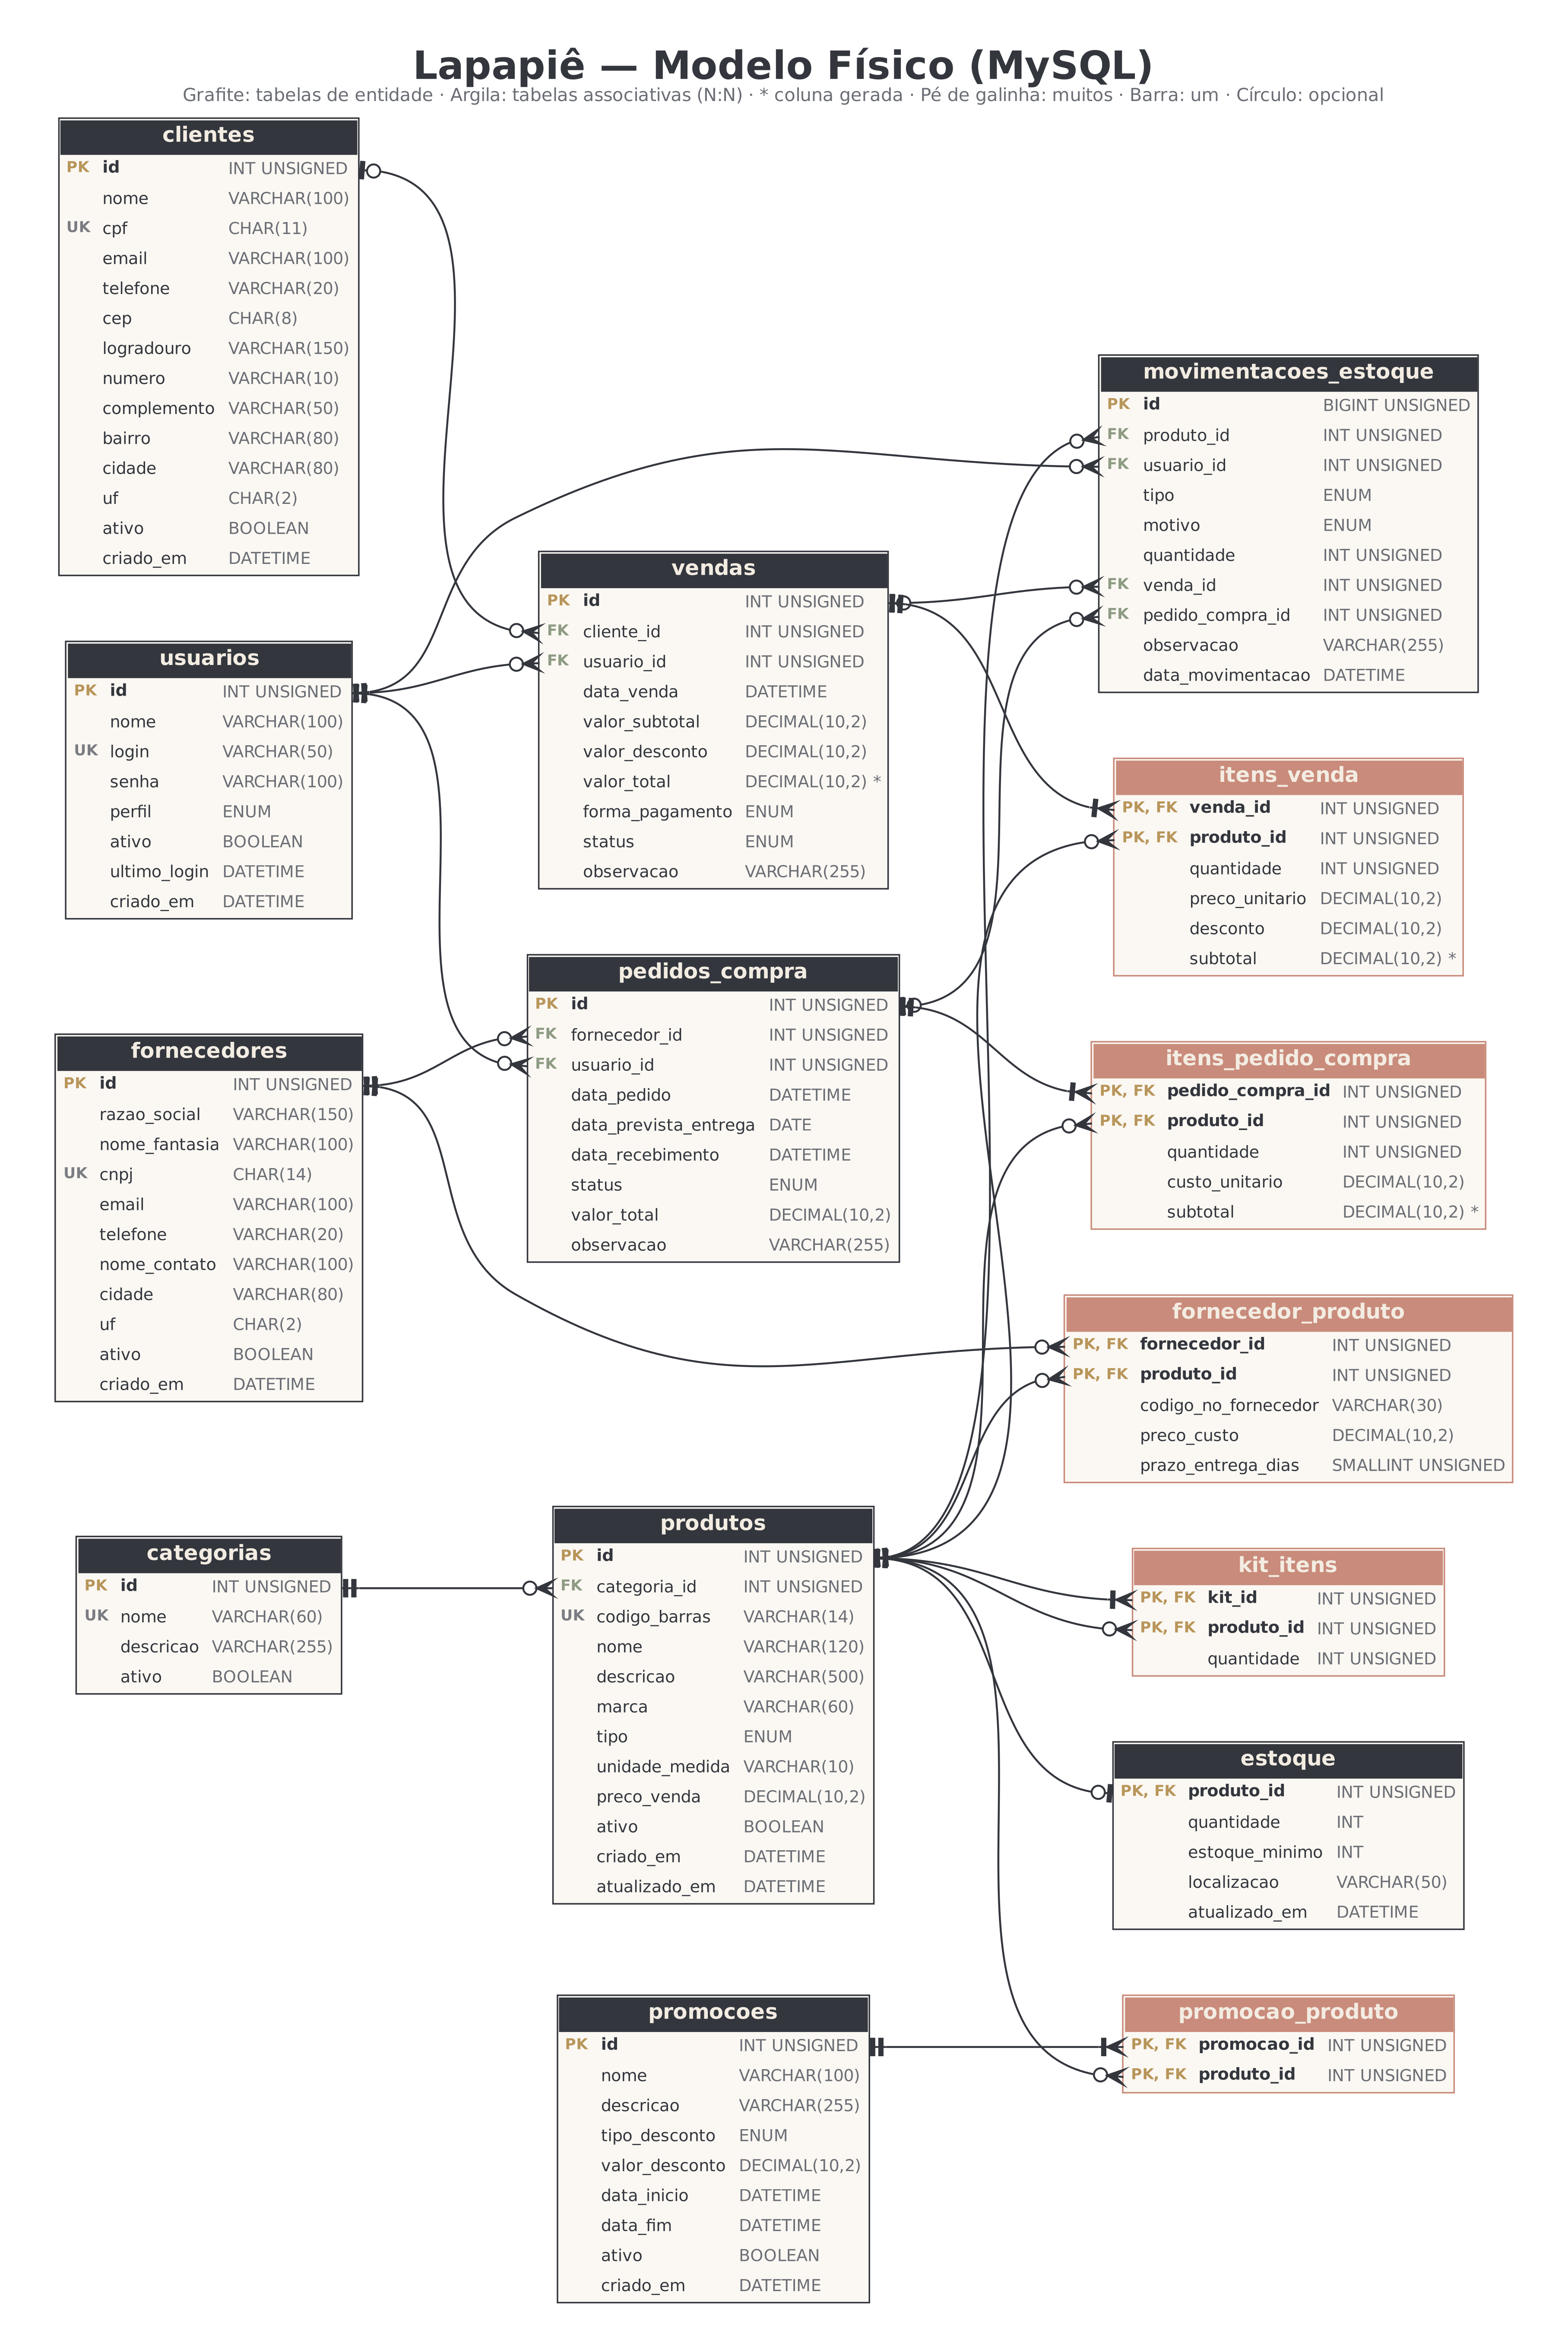 Lapapiê — Modelo Físico (MySQL)
Grafite: tabelas de entidade · Argila: tabelas associativas (N:N) · * coluna gerada · Pé de galinha: muitos · Barra: um · Círculo: opcional
clientes
PK id INT UNSIGNED
nome VARCHAR(100)
UK cpf CHAR(11)
email VARCHAR(100)
telefone VARCHAR(20)
cep CHAR(8)
logradouro VARCHAR(150)
numero VARCHAR(10)
complemento VARCHAR(50)
bairro VARCHAR(80)
cidade VARCHAR(80)
uf CHAR(2)
ativo BOOLEAN
criado_em DATETIME
usuarios
PK id INT UNSIGNED
nome VARCHAR(100)
UK login VARCHAR(50)
senha VARCHAR(100)
perfil ENUM
ativo BOOLEAN
ultimo_login DATETIME
criado_em DATETIME
fornecedores
PK id INT UNSIGNED
razao_social VARCHAR(150)
nome_fantasia VARCHAR(100)
UK cnpj CHAR(14)
email VARCHAR(100)
telefone VARCHAR(20)
nome_contato VARCHAR(100)
cidade VARCHAR(80)
uf CHAR(2)
ativo BOOLEAN
criado_em DATETIME
categorias
PK id INT UNSIGNED
UK nome VARCHAR(60)
descricao VARCHAR(255)
ativo BOOLEAN
vendas
PK id INT UNSIGNED
FK cliente_id INT UNSIGNED
FK usuario_id INT UNSIGNED
data_venda DATETIME
valor_subtotal DECIMAL(10,2)
valor_desconto DECIMAL(10,2)
valor_total DECIMAL(10,2) *
forma_pagamento ENUM
status ENUM
observacao VARCHAR(255)
pedidos_compra
PK id INT UNSIGNED
FK fornecedor_id INT UNSIGNED
FK usuario_id INT UNSIGNED
data_pedido DATETIME
data_prevista_entrega DATE
data_recebimento DATETIME
status ENUM
valor_total DECIMAL(10,2)
observacao VARCHAR(255)
produtos
PK id INT UNSIGNED
FK categoria_id INT UNSIGNED
UK codigo_barras VARCHAR(14)
nome VARCHAR(120)
descricao VARCHAR(500)
marca VARCHAR(60)
tipo ENUM
unidade_medida VARCHAR(10)
preco_venda DECIMAL(10,2)
ativo BOOLEAN
criado_em DATETIME
atualizado_em DATETIME
promocoes
PK id INT UNSIGNED
nome VARCHAR(100)
descricao VARCHAR(255)
tipo_desconto ENUM
valor_desconto DECIMAL(10,2)
data_inicio DATETIME
data_fim DATETIME
ativo BOOLEAN
criado_em DATETIME
movimentacoes_estoque
PK id BIGINT UNSIGNED
FK produto_id INT UNSIGNED
FK usuario_id INT UNSIGNED
tipo ENUM
motivo ENUM
quantidade INT UNSIGNED
FK venda_id INT UNSIGNED
FK pedido_compra_id INT UNSIGNED
observacao VARCHAR(255)
data_movimentacao DATETIME
itens_venda
PK, FK venda_id INT UNSIGNED
PK, FK produto_id INT UNSIGNED
quantidade INT UNSIGNED
preco_unitario DECIMAL(10,2)
desconto DECIMAL(10,2)
subtotal DECIMAL(10,2) *
itens_pedido_compra
PK, FK pedido_compra_id INT UNSIGNED
PK, FK produto_id INT UNSIGNED
quantidade INT UNSIGNED
custo_unitario DECIMAL(10,2)
subtotal DECIMAL(10,2) *
fornecedor_produto
PK, FK fornecedor_id INT UNSIGNED
PK, FK produto_id INT UNSIGNED
codigo_no_fornecedor VARCHAR(30)
preco_custo DECIMAL(10,2)
prazo_entrega_dias SMALLINT UNSIGNED
kit_itens
PK, FK kit_id INT UNSIGNED
PK, FK produto_id INT UNSIGNED
quantidade INT UNSIGNED
estoque
PK, FK produto_id INT UNSIGNED
quantidade INT
estoque_minimo INT
localizacao VARCHAR(50)
atualizado_em DATETIME
promocao_produto
PK, FK promocao_id INT UNSIGNED
PK, FK produto_id INT UNSIGNED